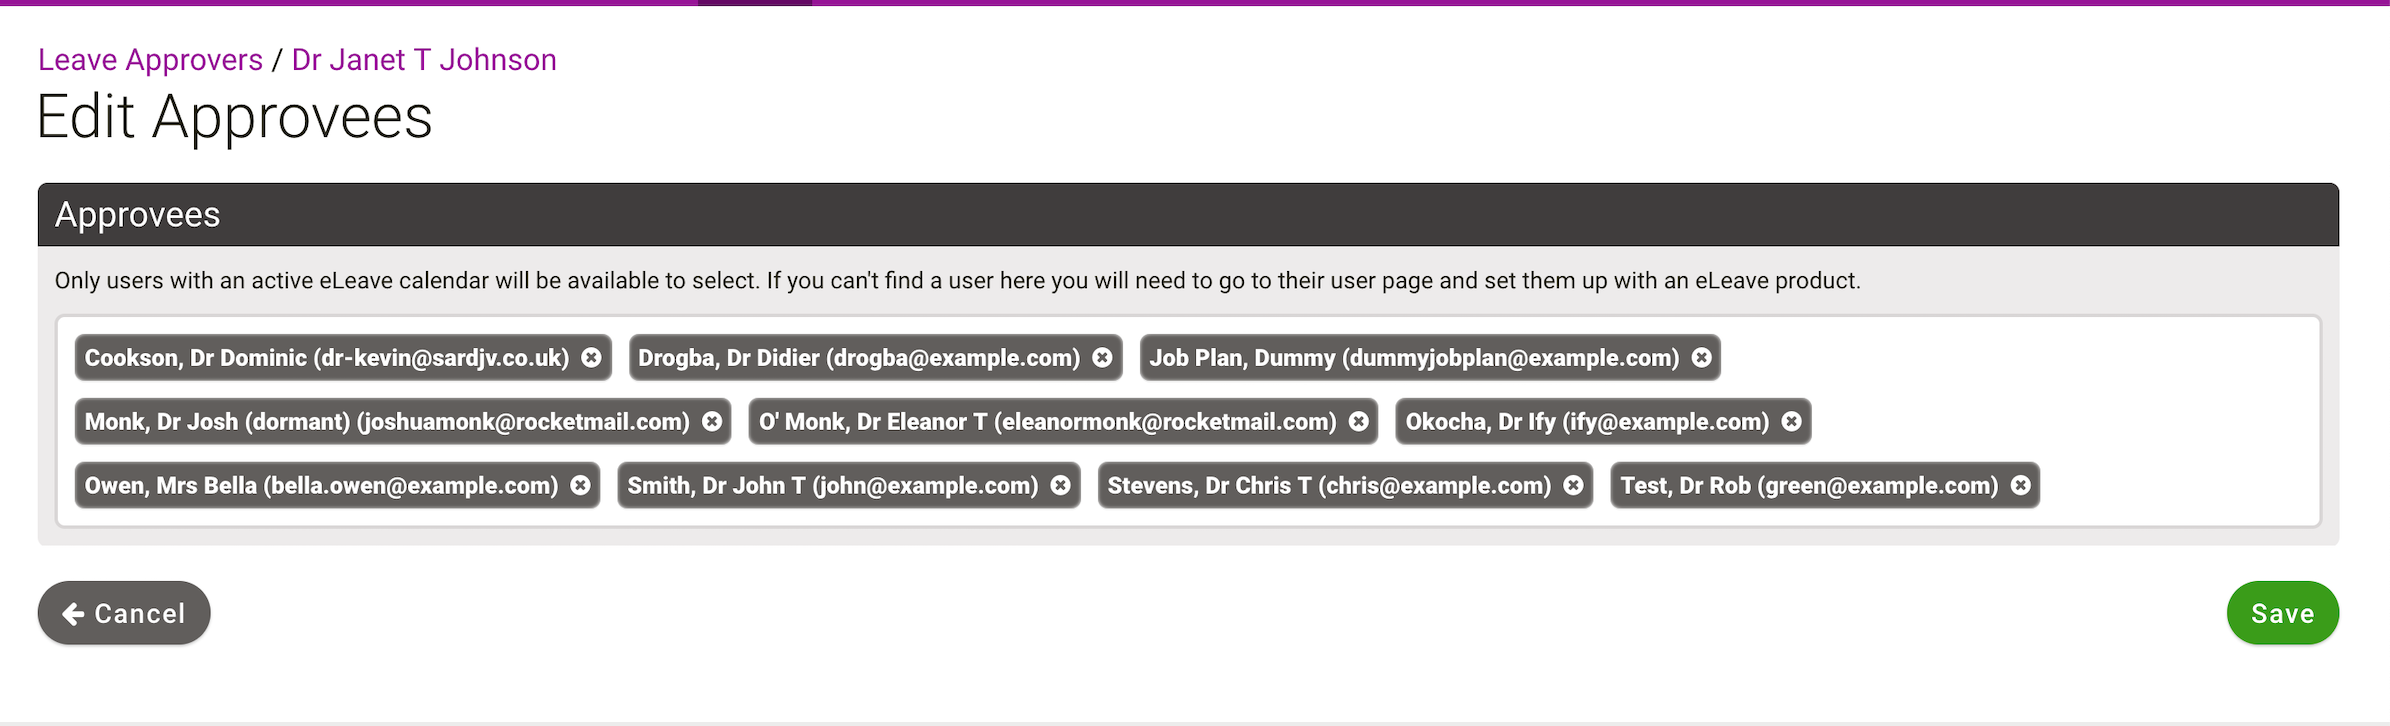 Leave Approvers / Dr Janet T Johnson
Edit Approvees
Approvees
Only users with an active eLeave calendar will be available to select. If you can't find a user here you will need to go to their user page and set them up with an eLeave product.
Cookson, Dr Dominic (dr-kevin@sardjv.co.uk) Drogba, Dr Didier (drogba@example.com) Job Plan, Dummy (dummyjobplan@example.com)
Monk, Dr Josh (dormant) (joshuamonk@rocketmail.com) O' Monk, Dr Eleanor T (eleanormonk@rocketmail.com) Okocha, Dr Ify (ify@example.com)
Owen, Mrs Bella (bella.owen@example.com) Smith, Dr John T (john@example.com) Stevens, Dr Chris T (chris@example.com) Test, Dr Rob (green@example.com)
Cancel Save